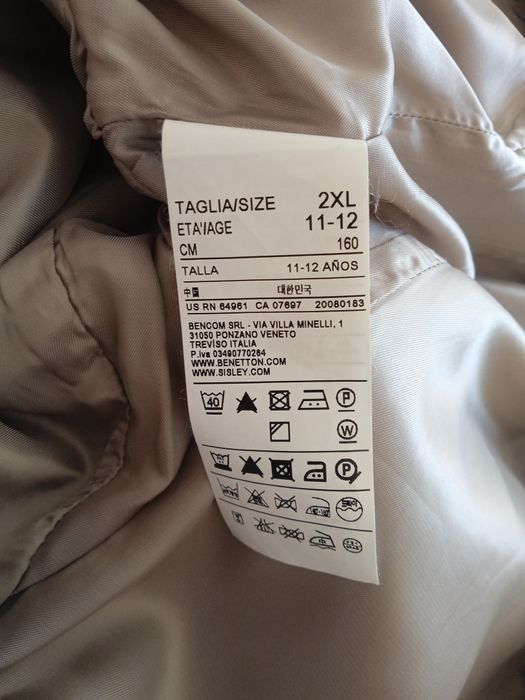 TAGLIA/SIZE 2XL
ETA'/AGE 11-12
CM 160
TALLA 11-12 AÑOS
中国 대한민국
US RN 64961 CA 07697 20080183
BENCOM SRL - VIA VILLA MINELLI, 1
31050 PONZANO VENETO
TREVISO ITALIA
P.iva 03490770264
WWW.BENETTON.COM
WWW.SISLEY.COM
40 P
W
P